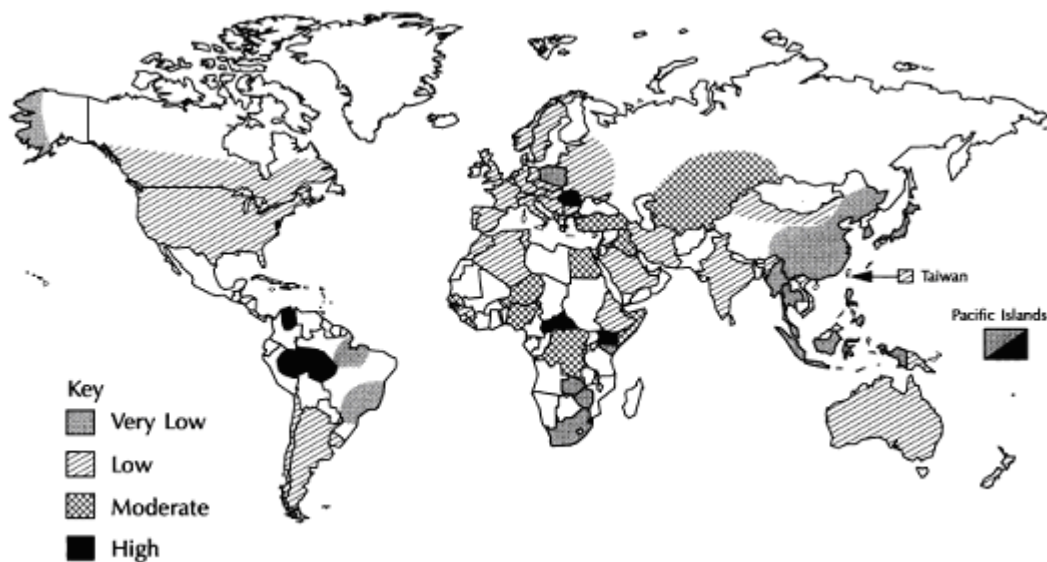 Taiwan
Pacific Islands
Key
Very Low
Low
Moderate
High